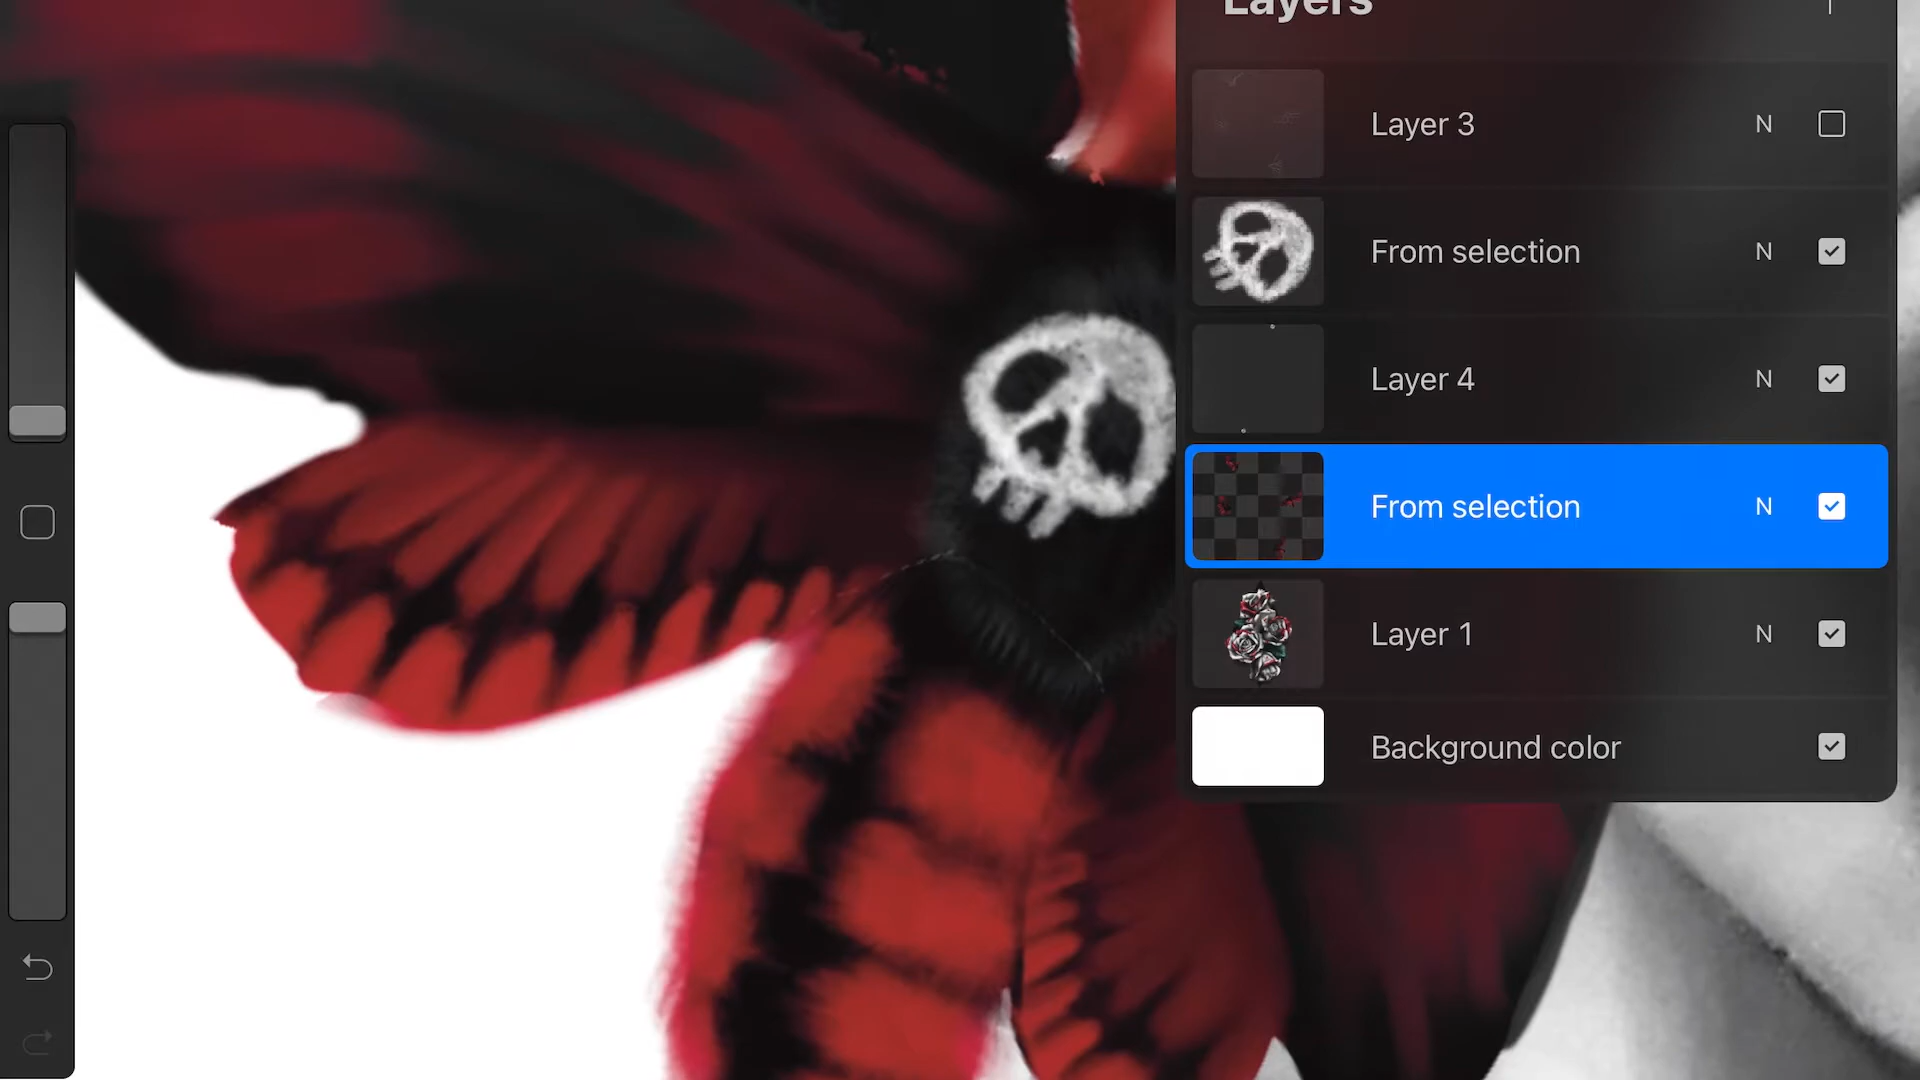 Layers
Layer 3 N
From selection N
Layer 4 N
From selection N
Layer 1 N
Background color